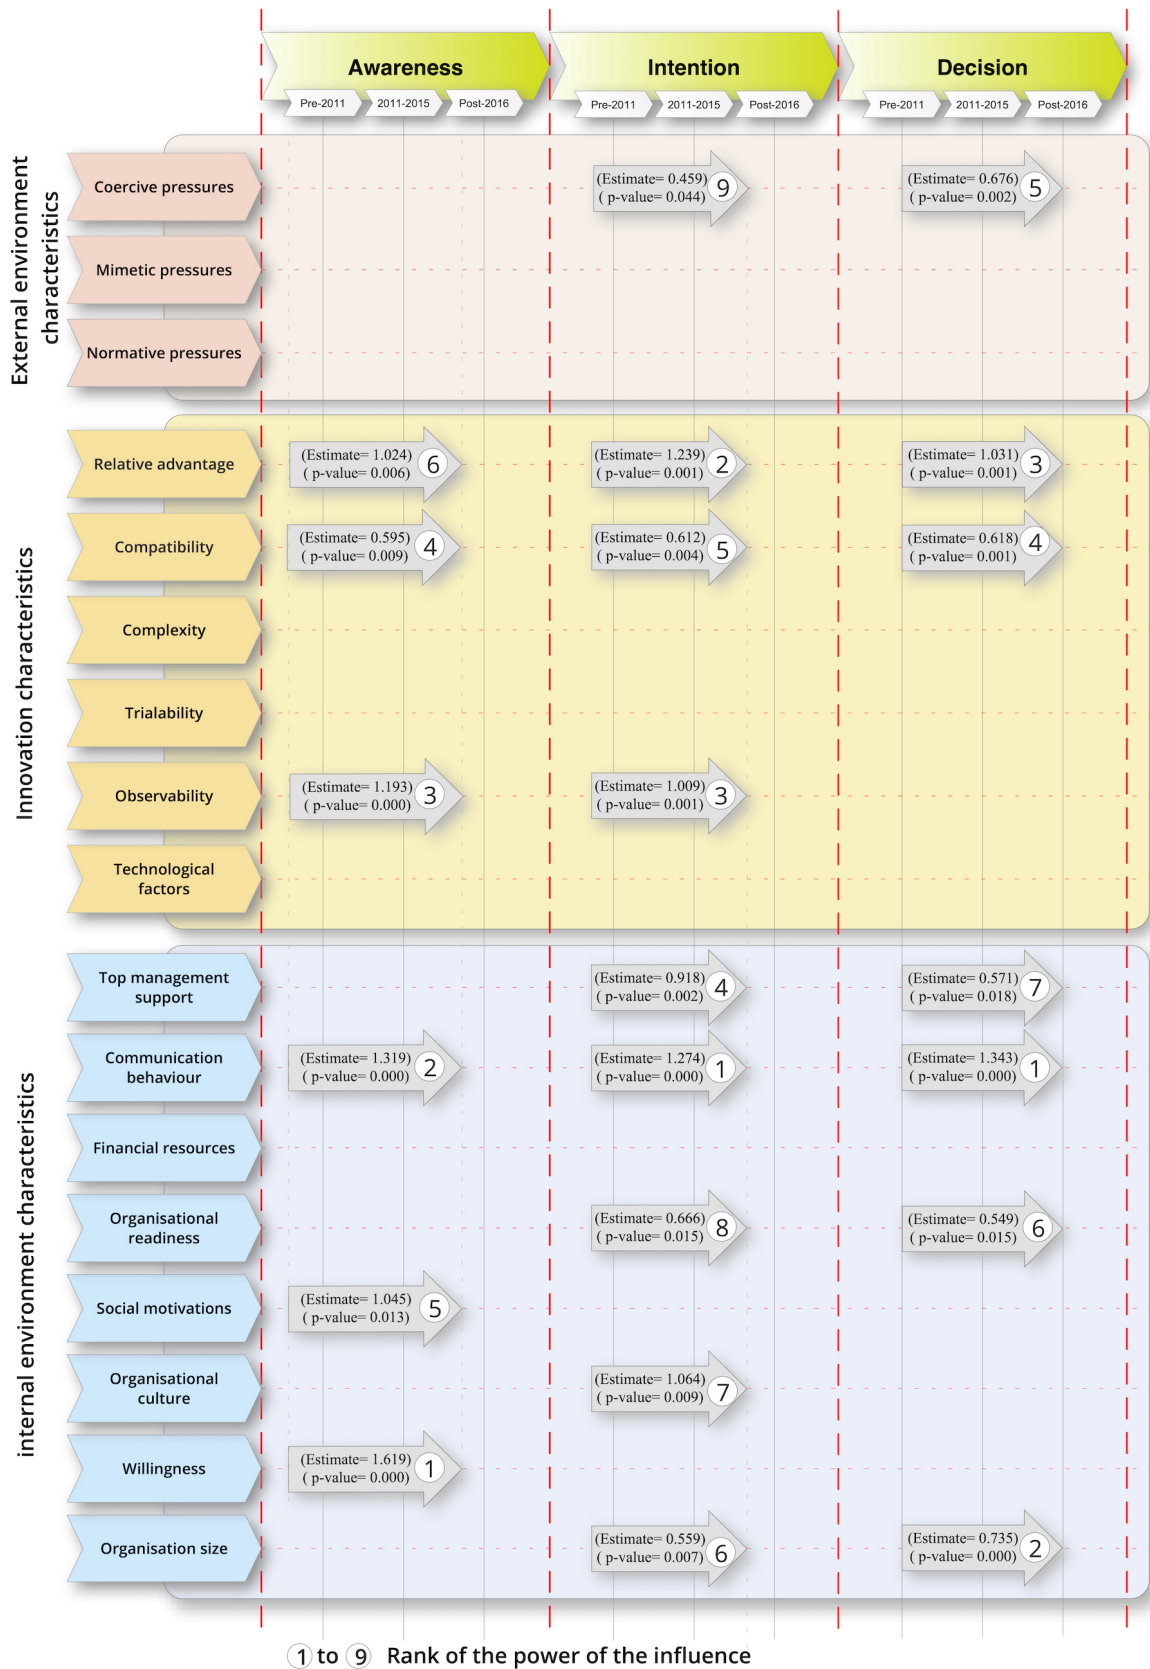 Awareness
Intention
Decision
Pre-2011
2011-2015
Post-2016
Pre-2011
2011-2015
Post-2016
Pre-2011
2011-2015
Post-2016
External environment
characteristics
Coercive pressures
(Estimate= 0.459)
( p-value= 0.044)
9
(Estimate= 0.676)
( p-value= 0.002)
5
Mimetic pressures
Normative pressures
Innovation characteristics
Relative advantage
(Estimate= 1.024)
( p-value= 0.006)
6
(Estimate= 1.239)
( p-value= 0.001)
2
(Estimate= 1.031)
( p-value= 0.001)
3
Compatibility
(Estimate= 0.595)
( p-value= 0.009)
4
(Estimate= 0.612)
( p-value= 0.004)
5
(Estimate= 0.618)
( p-value= 0.001)
4
Complexity
Trialability
Observability
(Estimate= 1.193)
( p-value= 0.000)
3
(Estimate= 1.009)
( p-value= 0.001)
3
Technological
factors
internal environment characteristics
Top management
support
(Estimate= 0.918)
( p-value= 0.002)
4
(Estimate= 0.571)
( p-value= 0.018)
7
Communication
behaviour
(Estimate= 1.319)
( p-value= 0.000)
2
(Estimate= 1.274)
( p-value= 0.000)
1
(Estimate= 1.343)
( p-value= 0.000)
1
Financial resources
Organisational
readiness
(Estimate= 0.666)
( p-value= 0.015)
8
(Estimate= 0.549)
( p-value= 0.015)
6
Social motivations
(Estimate= 1.045)
( p-value= 0.013)
5
Organisational
culture
(Estimate= 1.064)
( p-value= 0.009)
7
Willingness
(Estimate= 1.619)
( p-value= 0.000)
1
Organisation size
(Estimate= 0.559)
( p-value= 0.007)
6
(Estimate= 0.735)
( p-value= 0.000)
2
1 to 9 Rank of the power of the influence